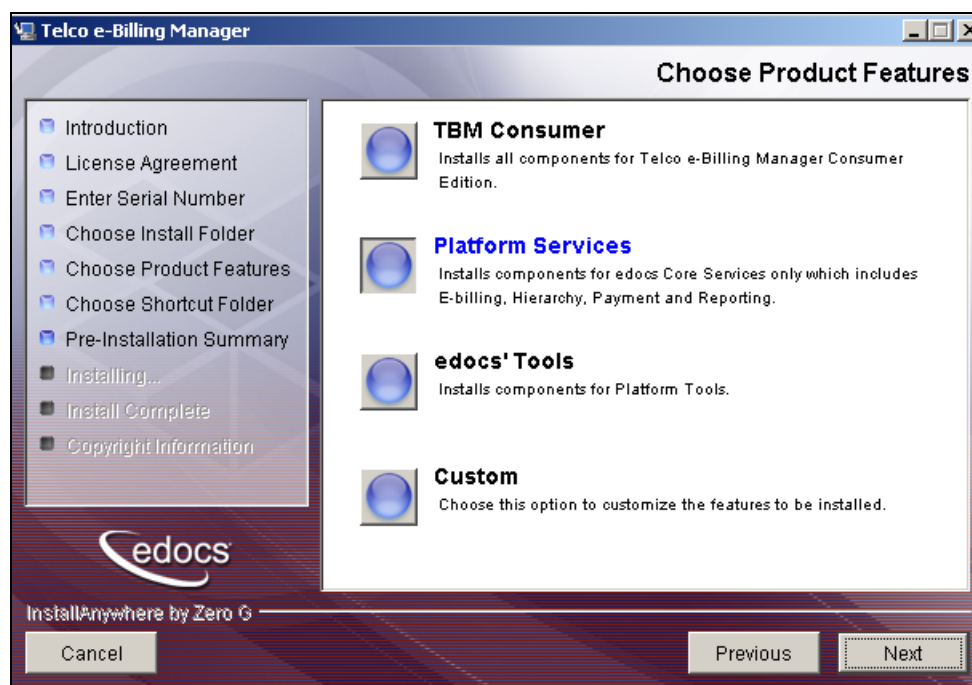 Telco e-Billing Manager
Choose Product Features
Introduction
License Agreement
Enter Serial Number
Choose Install Folder
Choose Product Features
Choose Shortcut Folder
Pre-Installation Summary
Installing...
Install Complete
Copyright Information
TBM Consumer
Installs all components for Telco e-Billing Manager Consumer
Edition.
Platform Services
Installs components for edocs Core Services only which includes
E-billing, Hierarchy, Payment and Reporting.
edocs' Tools
Installs components for Platform Tools.
Custom
Choose this option to customize the features to be installed.
edocs
InstallAnywhere by Zero G
Cancel
Previous
Next